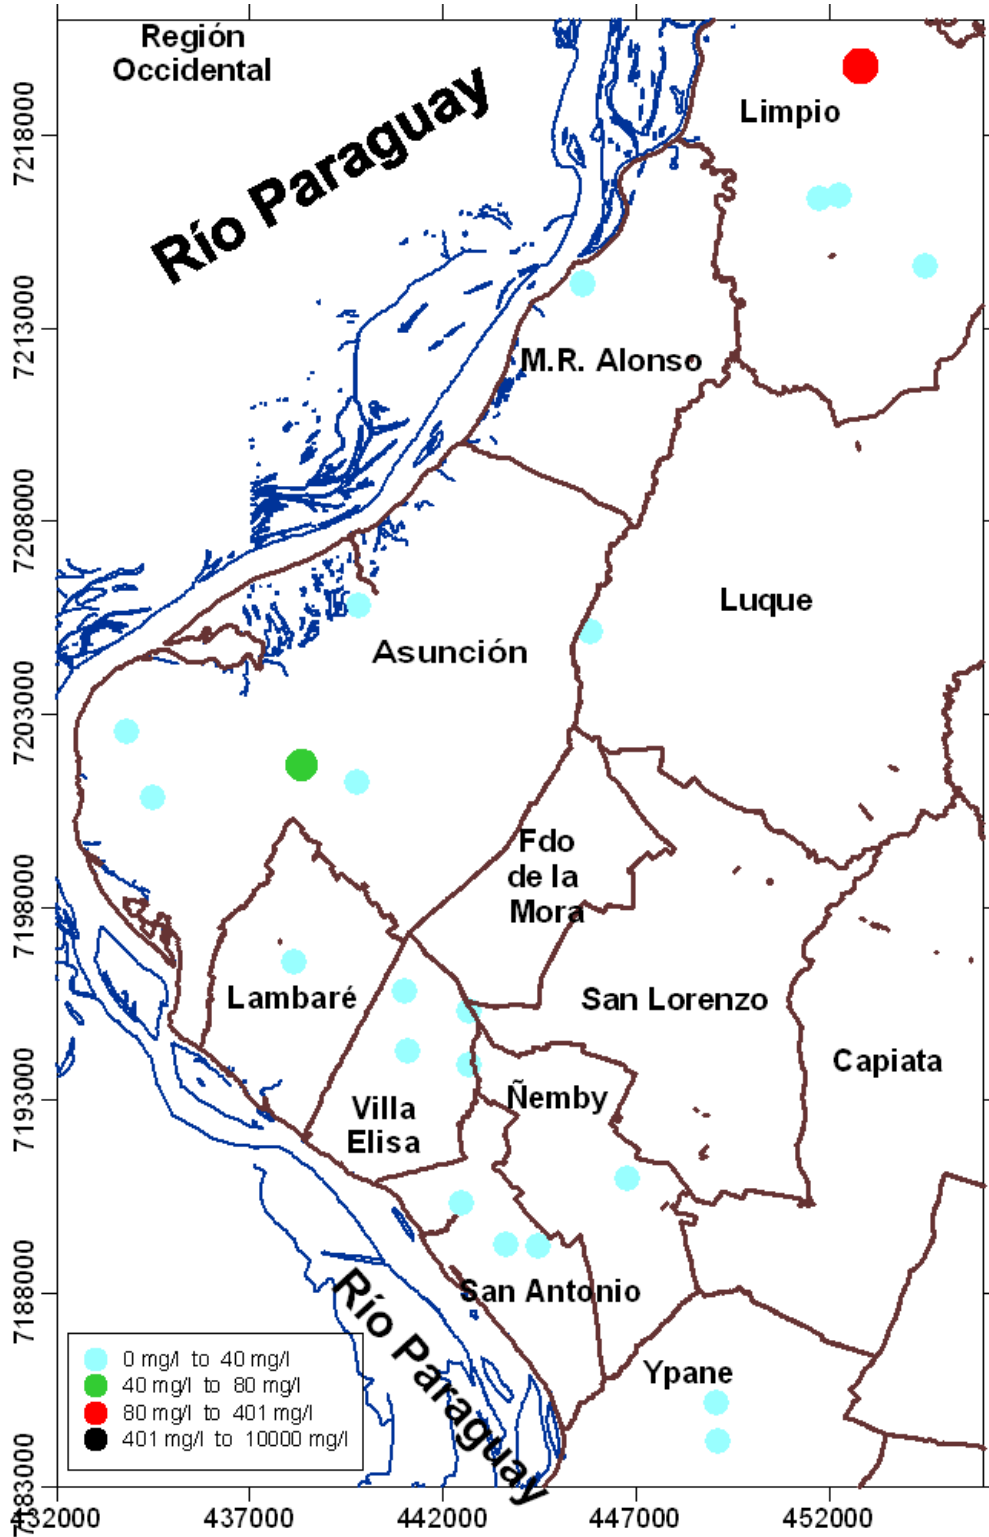 Región
Occidental
Río Paraguay
Limpio
M.R. Alonso
Luque
Asunción
Fdo
de la
Mora
San Lorenzo
Lambaré
Capiata
Villa
Elisa
Ñemby
San Antonio
Río Paraguay
Ypane
0 mg/l to 40 mg/l
40 mg/l to 80 mg/l
80 mg/l to 401 mg/l
401 mg/l to 10000 mg/l
7218000
7213000
7208000
7203000
7198000
7193000
7188000
7183000
432000 437000 442000 447000 452000